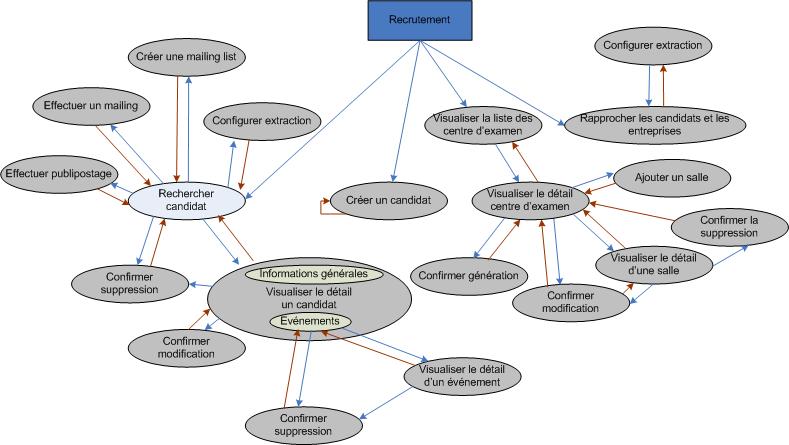 Recrutement
Configurer extraction
Créer une mailing list
Effectuer un mailing
Configurer extraction
Visualiser la liste des
centre d'examen
Rapprocher les candidats et les
entreprises
Effectuer publipostage
Rechercher
candidat
Créer un candidat
Visualiser le détail
centre d'examen
Ajouter un salle
Confirmer la
suppression
Confirmer
suppression
Informations générales
Visualiser le détail
un candidat
Evénements
Confirmer génération
Visualiser le détail
d'une salle
Confirmer
modification
Confirmer
modification
Visualiser le détail
d'un événement
Confirmer
suppression